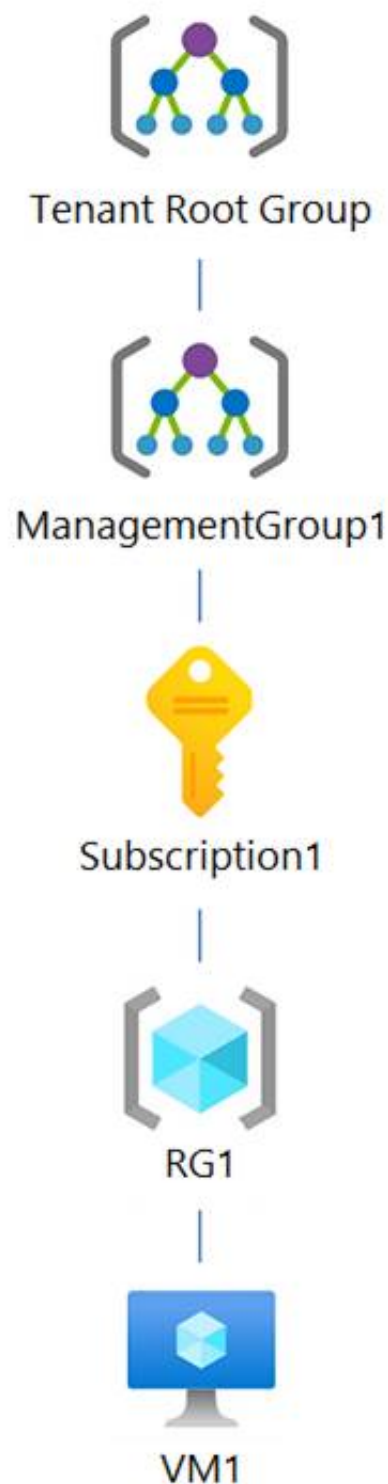 Tenant Root Group
ManagementGroup1
Subscription1
RG1
VM1